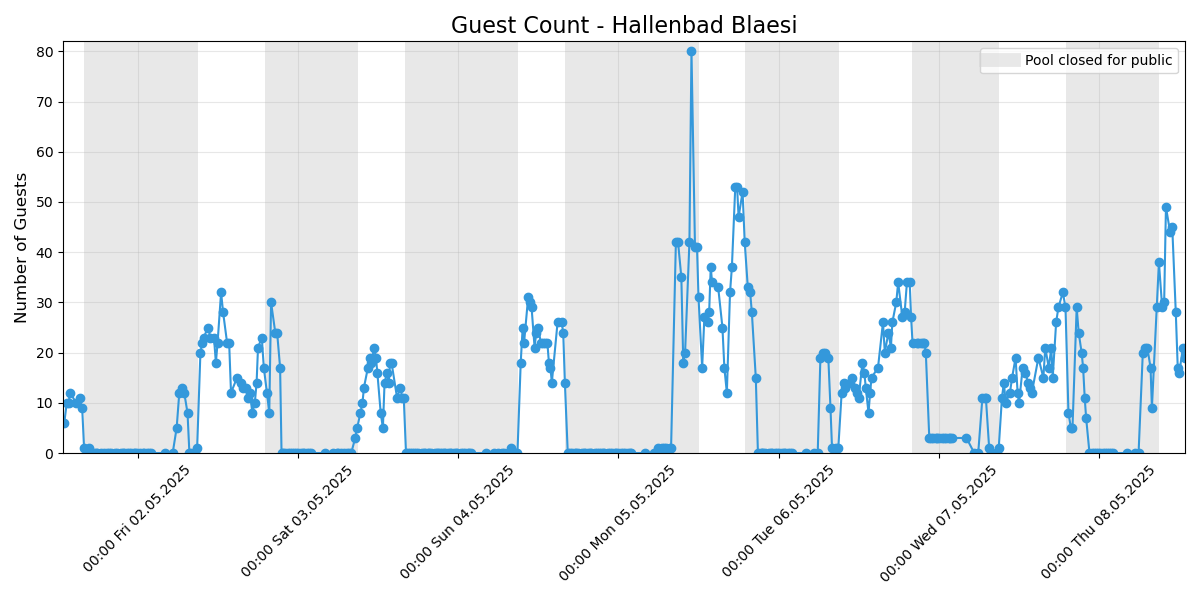 Guest Count - Hallenbad Blaesi
Pool closed for public
Number of Guests
80
70
60
50
40
30
20
10
0
00:00 Fri 02.05.2025
00:00 Sat 03.05.2025
00:00 Sun 04.05.2025
00:00 Mon 05.05.2025
00:00 Tue 06.05.2025
00:00 Wed 07.05.2025
00:00 Thu 08.05.2025